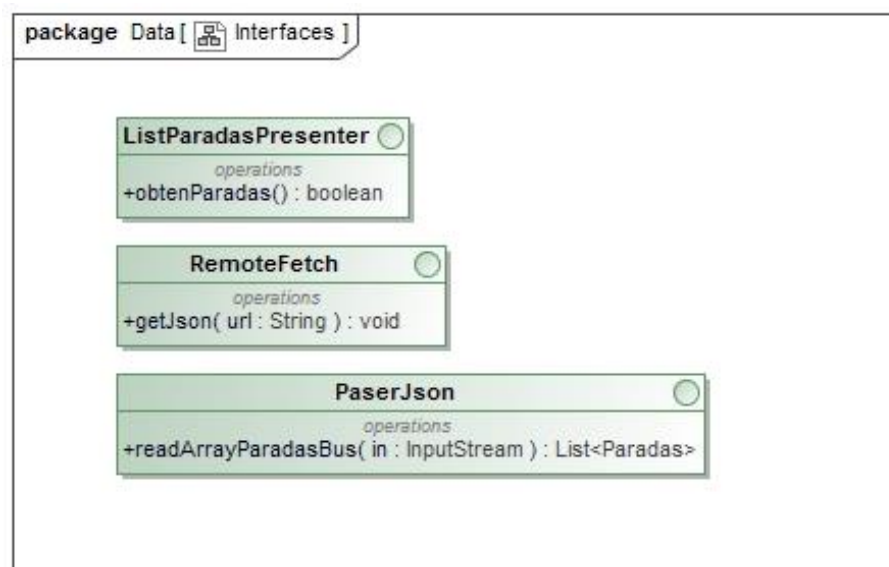 package Data [ Interfaces ]
ListParadasPresenter
operations
+obtenParadas() : boolean
RemoteFetch
operations
+getJson( url : String ) : void
PaserJson
operations
+readArrayParadasBus( in : InputStream ) : List<Paradas>